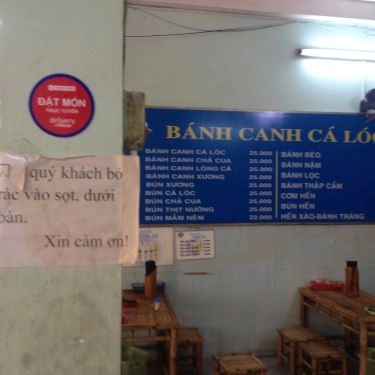 ĐẶT MÓN
TRỰC TUYẾN
delivery
quý khách bỏ
rác vào sọt, dưới
bàn.
Xin cảm ơn!
BÁNH CANH CÁ LÓC
BÁNH CANH CÁ LÓC 25.000
BÁNH CANH CHẢ CUA 25.000
BÁNH CANH LÒNG CÁ 25.000
BÁNH CANH XƯƠNG 25.000
BÚN XƯƠNG 25.000
BÚN CÁ LÓC 25.000
BÚN CHẢ CUA 25.000
BÚN THỊT NƯỚNG 25.000
BÚN MẮM NÊM 22.000
BÁNH BÈO
BÁNH NẬM
BÁNH LỌC
BÁNH THẬP CẨM
CƠM HẾN
BÚN HẾN
HẾN XÀO-BÁNH TRÁNG